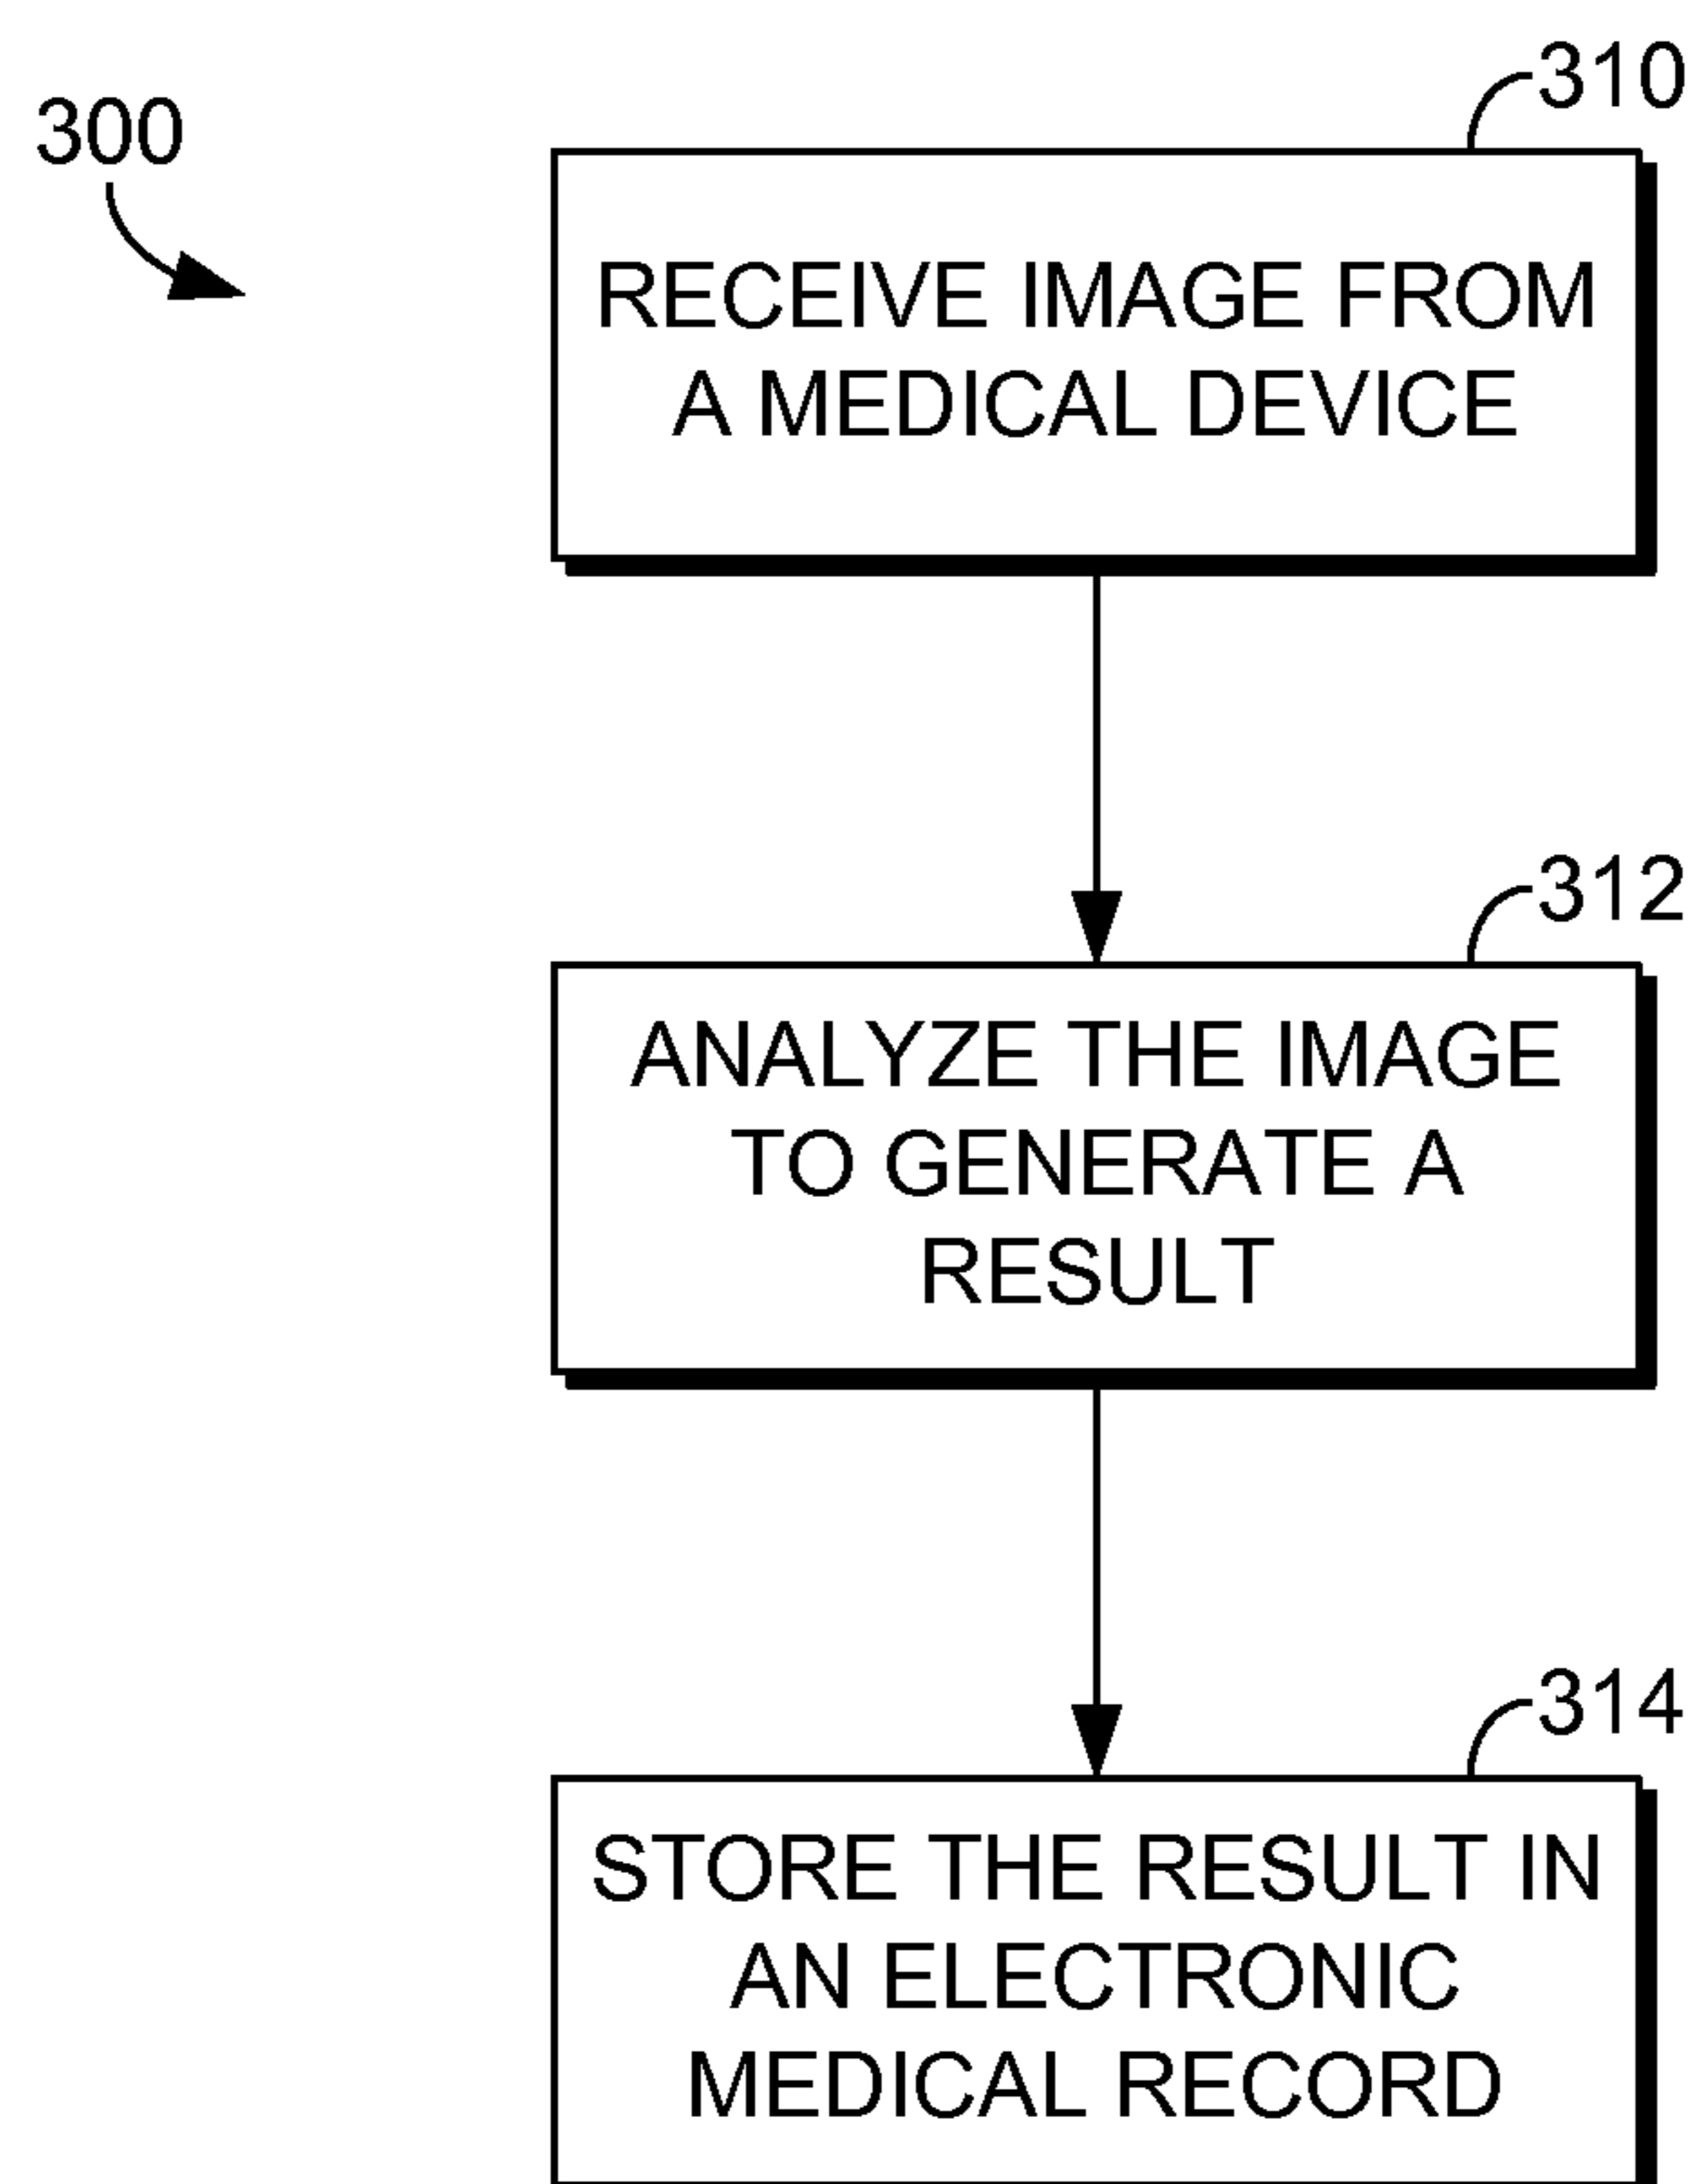 300
310
RECEIVE IMAGE FROM
A MEDICAL DEVICE
312
ANALYZE THE IMAGE
TO GENERATE A
RESULT
314
STORE THE RESULT IN
AN ELECTRONIC
MEDICAL RECORD